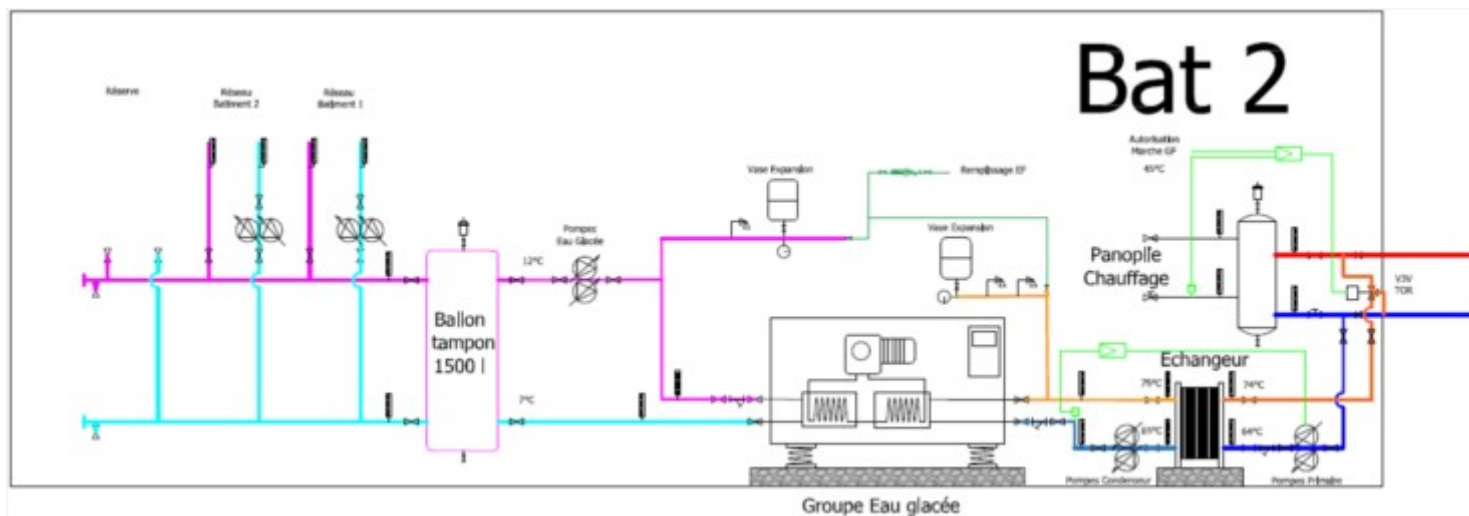 Bat 2
Réserve
Réseau
Batiment 2
Réseau
Batiment 1
Autorisation
Marche GF
45°C
Vase Expansion
Remplissage EF
Vase Expansion
Pompes
Eau Glacée
12°C
Panoplie
Chauffage
V3V
TOR
Ballon
tampon
1500 l
7°C
Echangeur
75°C
74°C
65°C
64°C
Pompes Condenseur
Pompes Primaire
Groupe Eau glacée